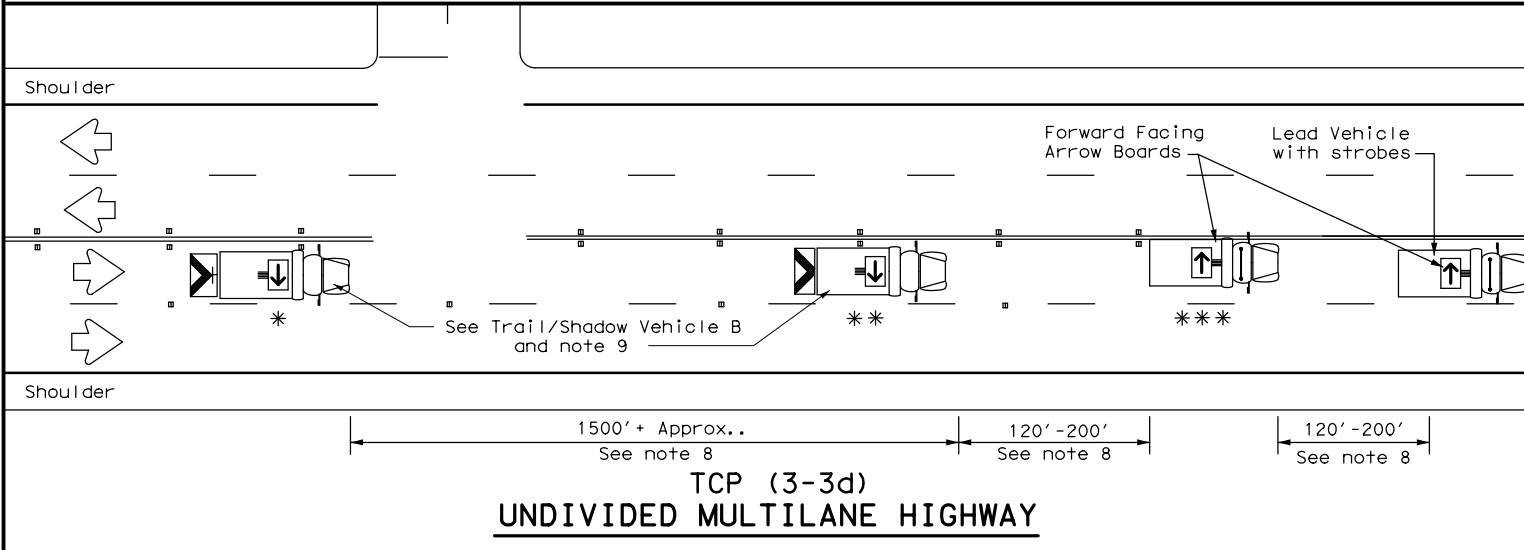 Shoulder
Forward Facing
Arrow Boards
Lead Vehicle
with strobes
*
**
***
See Trail/Shadow Vehicle B
and note 9
Shoulder
1500'+ Approx..
See note 8
120'-200'
See note 8
120'-200'
See note 8
TCP (3-3d)
UNDIVIDED MULTILANE HIGHWAY